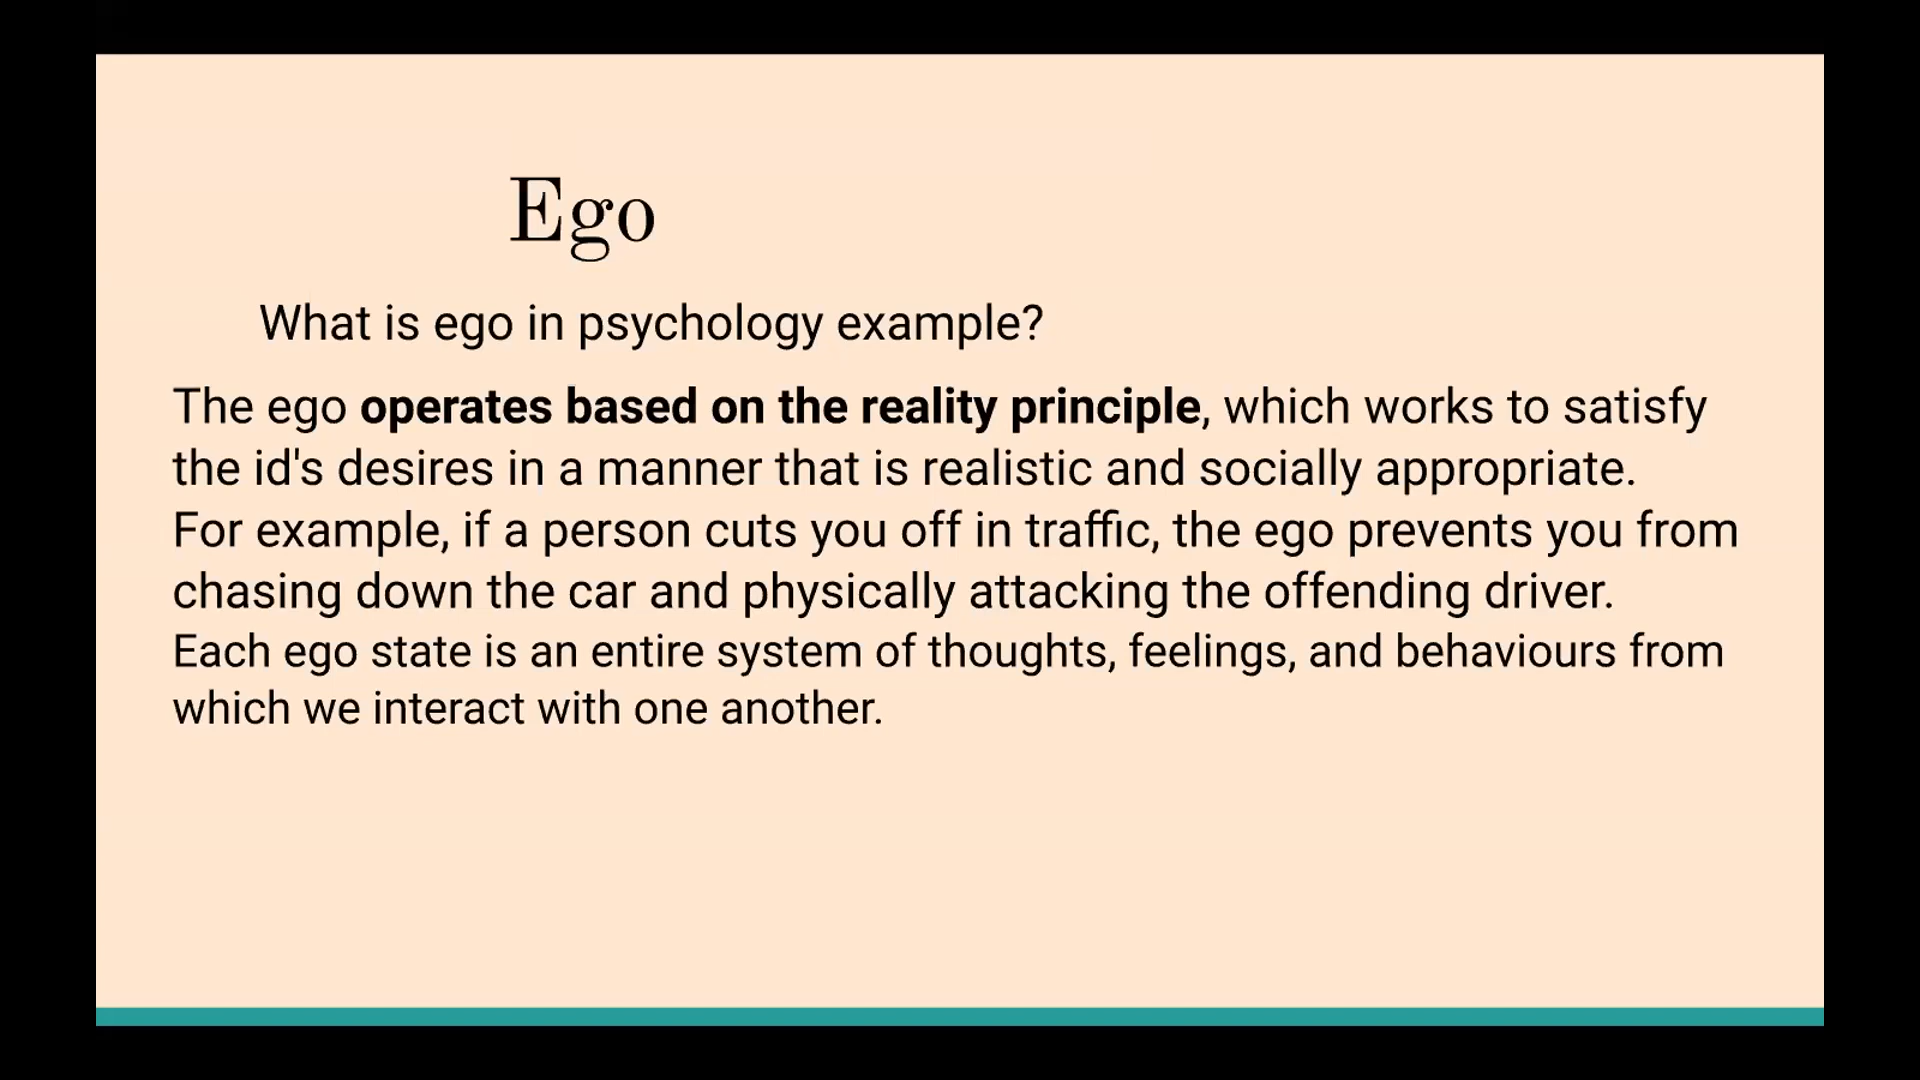 Ego
What is ego in psychology example?
The ego operates based on the reality principle, which works to satisfy
the id's desires in a manner that is realistic and socially appropriate.
For example, if a person cuts you off in traffic, the ego prevents you from
chasing down the car and physically attacking the offending driver.
Each ego state is an entire system of thoughts, feelings, and behaviours from
which we interact with one another.